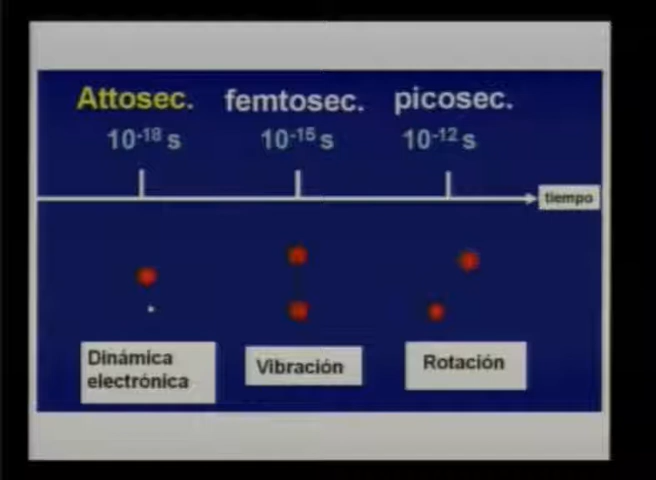 Attosec. femtosec. picosec.
10⁻¹⁸ s 10⁻¹⁵ s 10⁻¹² s
tiempo
Dinámica
electrónica
Vibración
Rotación